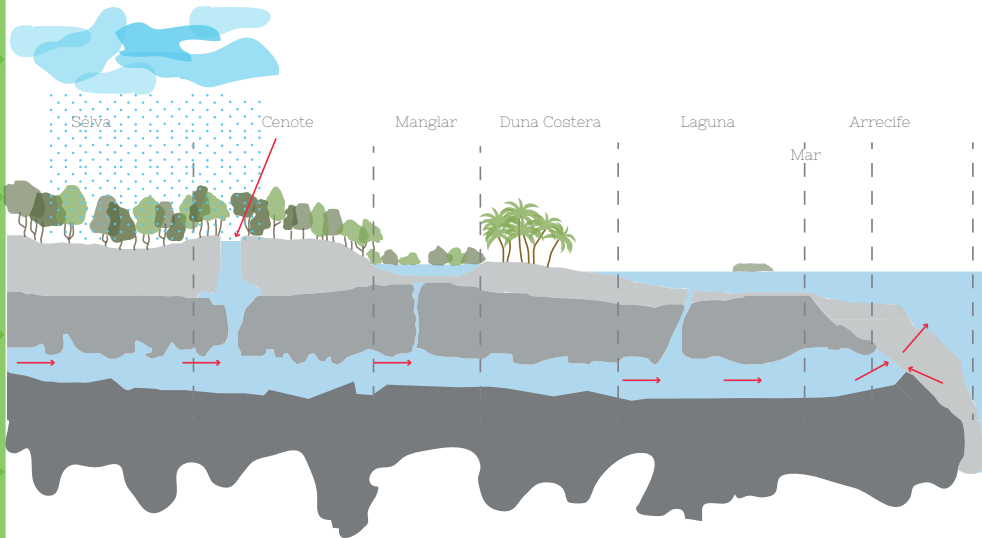 Selva
Cenote
Manglar
Duna Costera
Laguna
Mar
Arrecife